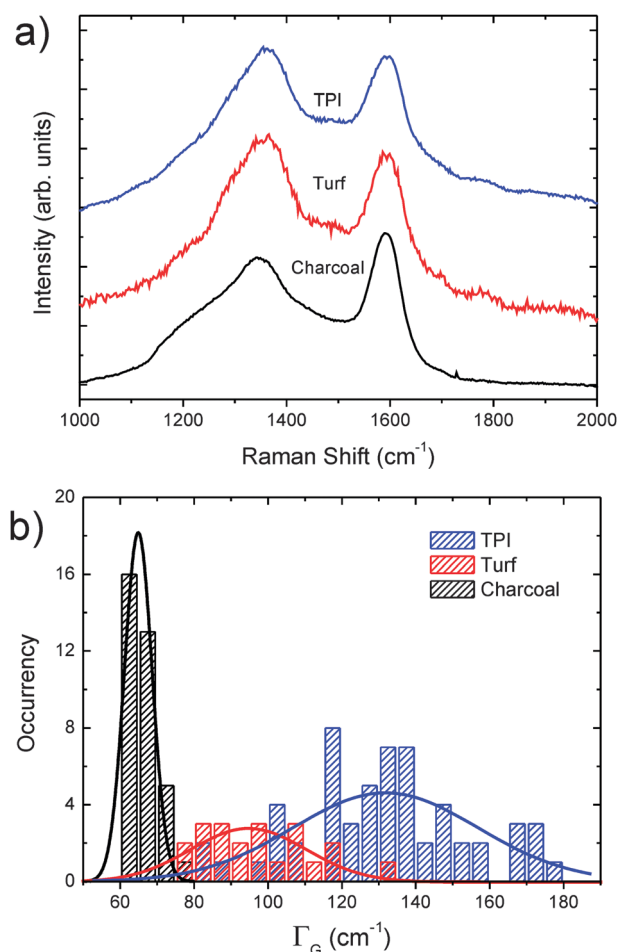 a)
TPI
Turf
Charcoal
Intensity (arb. units)
1000 1200 1400 1600 1800 2000
Raman Shift (cm⁻¹)
b)
20
16
12
8
4
0
TPI
Turf
Charcoal
Occurrency
60 80 100 120 140 160 180
Γ_G (cm⁻¹)